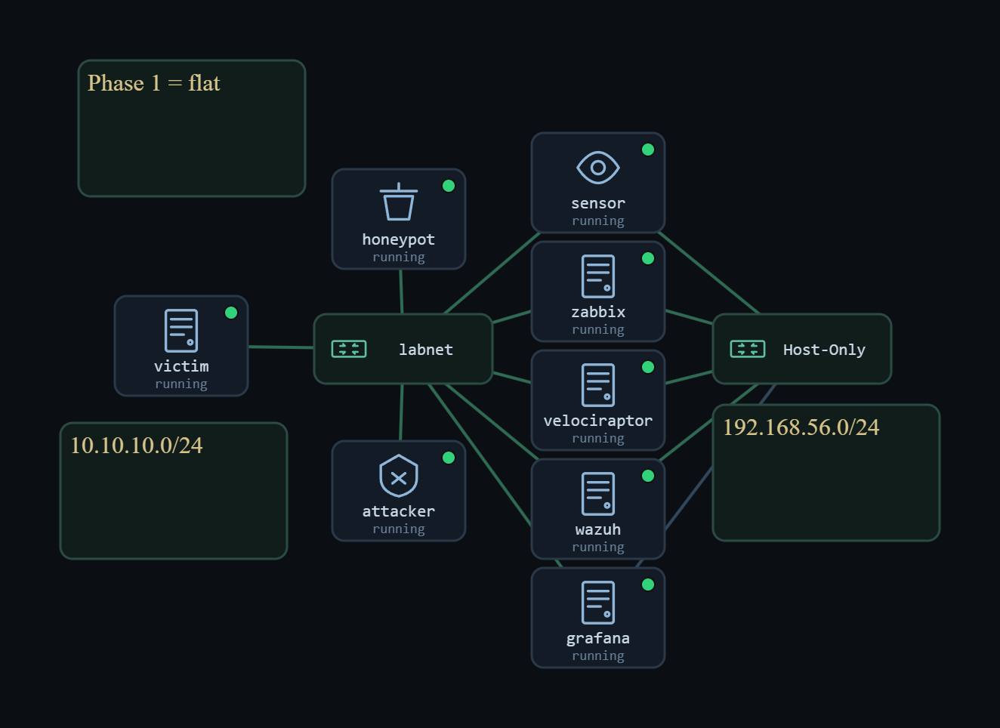 Phase 1 = flat
sensor
running
honeypot
running
zabbix
running
labnet
Host-Only
victim
running
velociraptor
running
10.10.10.0/24
192.168.56.0/24
attacker
running
wazuh
running
grafana
running